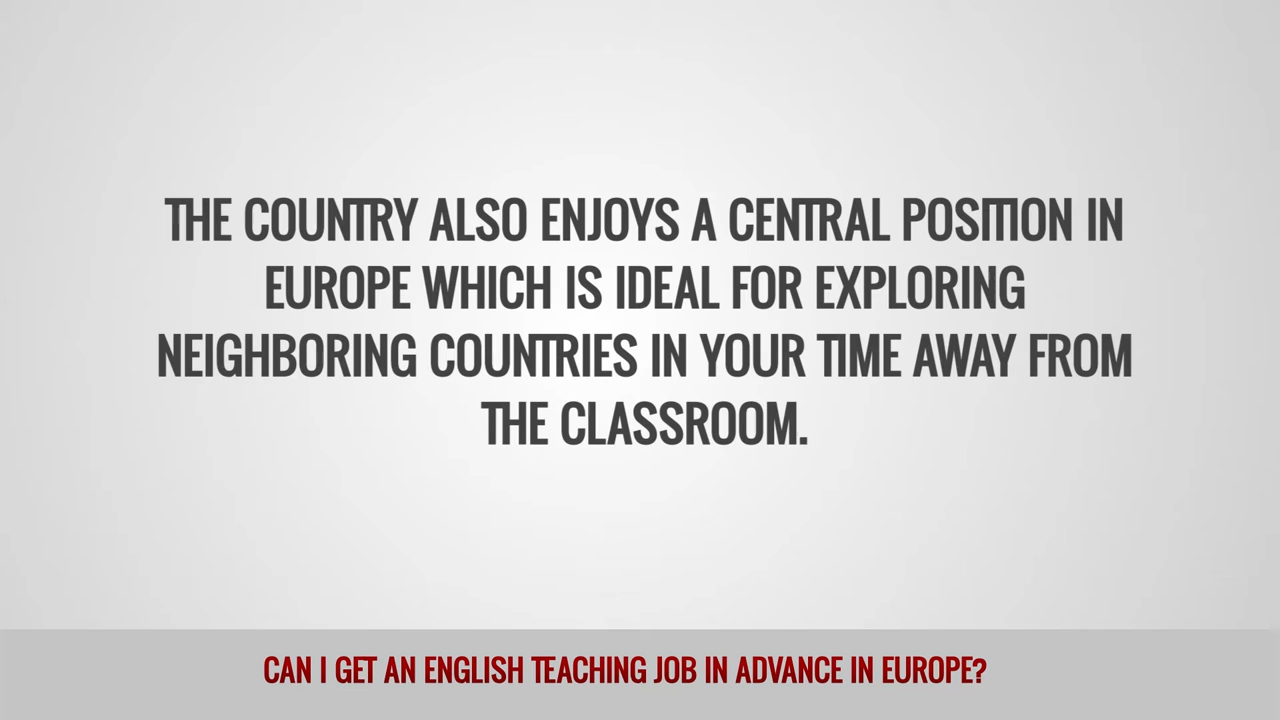 THE COUNTRY ALSO ENJOYS A CENTRAL POSITION IN
EUROPE WHICH IS IDEAL FOR EXPLORING
NEIGHBORING COUNTRIES IN YOUR TIME AWAY FROM
THE CLASSROOM.
CAN I GET AN ENGLISH TEACHING JOB IN ADVANCE IN EUROPE?